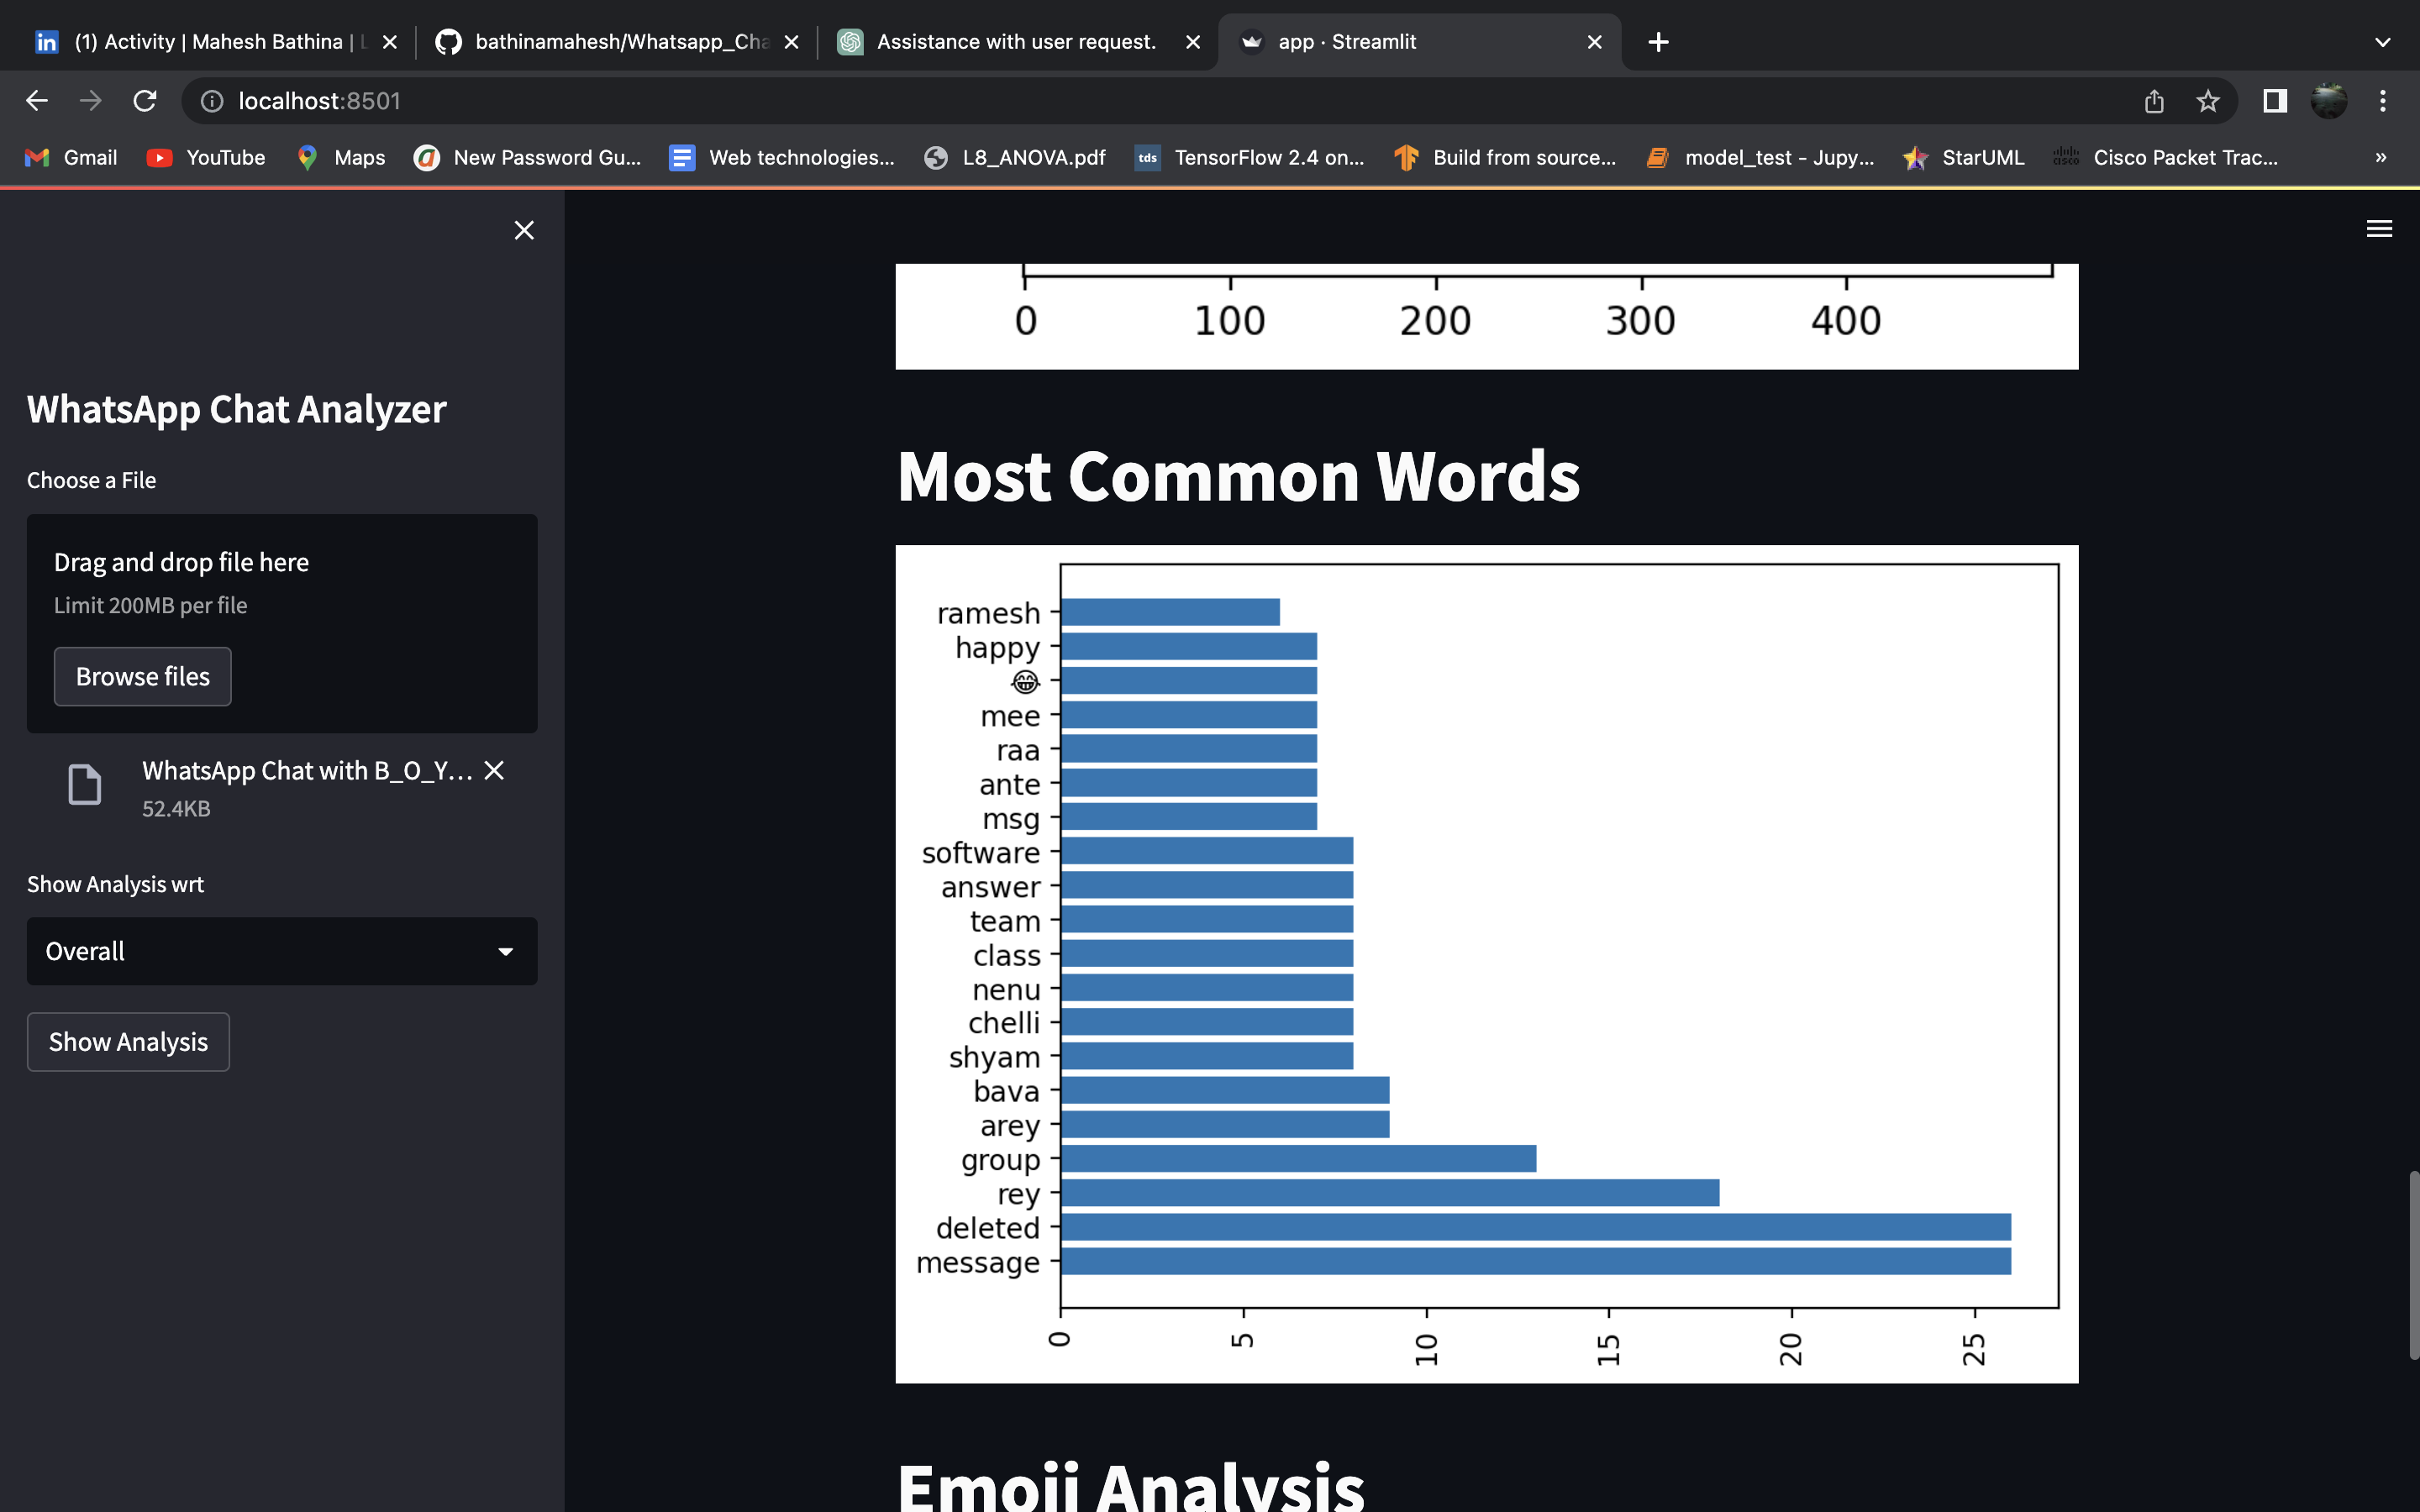 (1) Activity | Mahesh Bathina | L
bathinamahesh/Whatsapp_Cha
Assistance with user request.
app · Streamlit
localhost:8501
Gmail
YouTube
Maps
New Password Gu...
Web technologies...
L8_ANOVA.pdf
tds
TensorFlow 2.4 on...
Build from source...
model_test - Jupy...
StarUML
cisco
Cisco Packet Trac...
»
WhatsApp Chat Analyzer
Choose a File
Drag and drop file here
Limit 200MB per file
Browse files
WhatsApp Chat with B_O_Y...
52.4KB
Show Analysis wrt
Overall
Show Analysis
0 100 200 300 400
Most Common Words
ramesh
happy
😂
mee
raa
ante
msg
software
answer
team
class
nenu
chelli
shyam
bava
arey
group
rey
deleted
message
0 5 10 15 20 25
Emoji Analysis